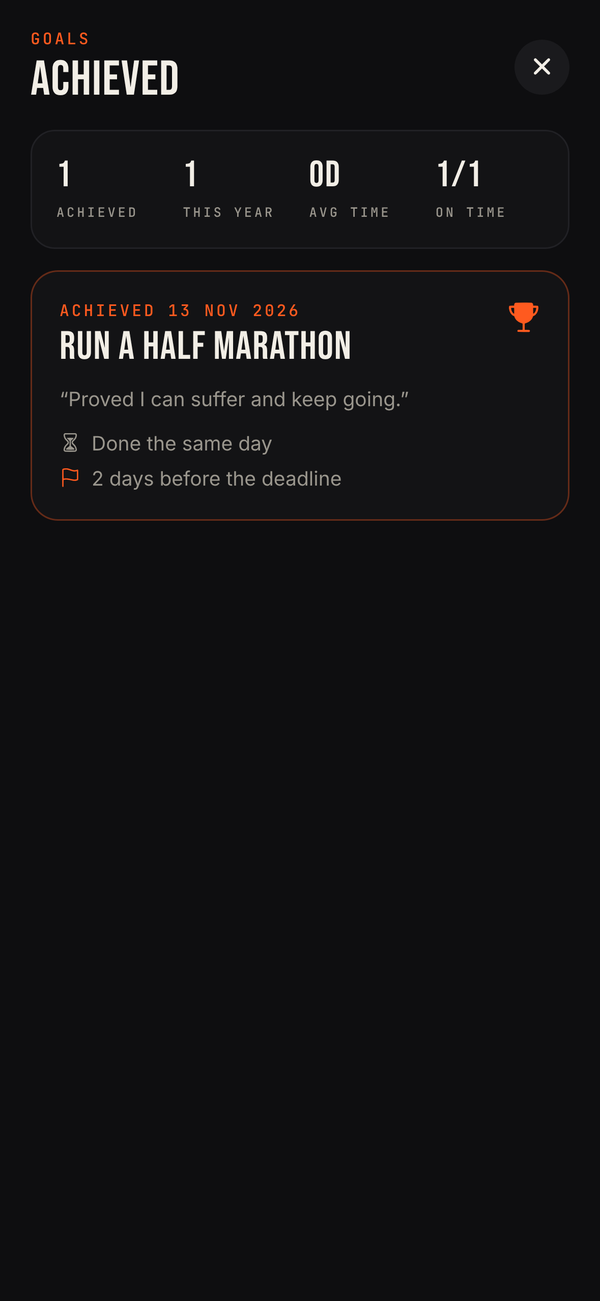 GOALS
ACHIEVED
1
ACHIEVED
1
THIS YEAR
0D
AVG TIME
1/1
ON TIME
ACHIEVED 13 NOV 2026
RUN A HALF MARATHON
“Proved I can suffer and keep going.”
Done the same day
2 days before the deadline